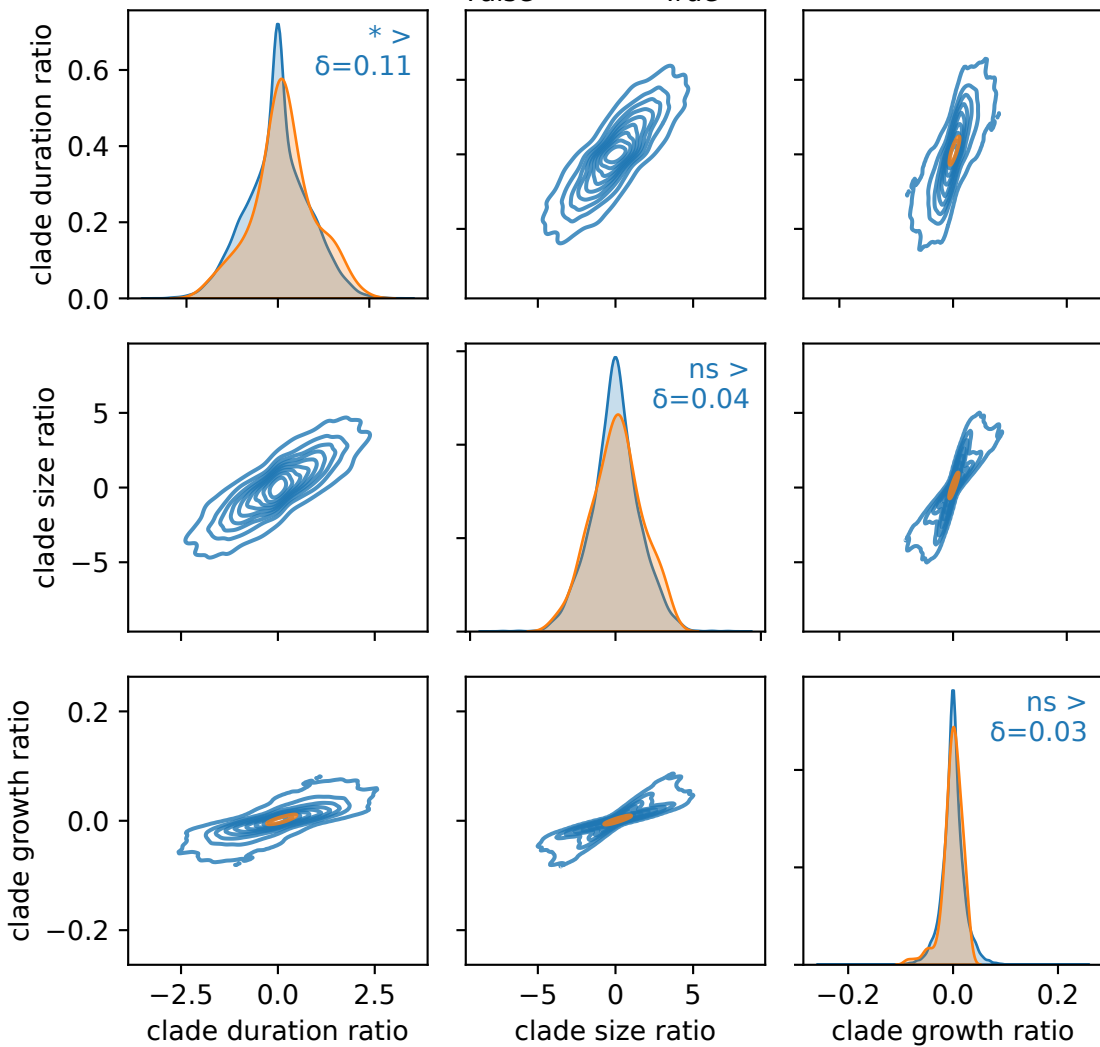 clade duration ratio
0.6
0.4
0.2
0.0
* >
δ=0.11
clade size ratio
5
0
−5
ns >
δ=0.04
clade growth ratio
0.2
0.0
−0.2
ns >
δ=0.03
−2.5 0.0 2.5
−5 0 5
−0.2 0.0 0.2
clade duration ratio
clade size ratio
clade growth ratio